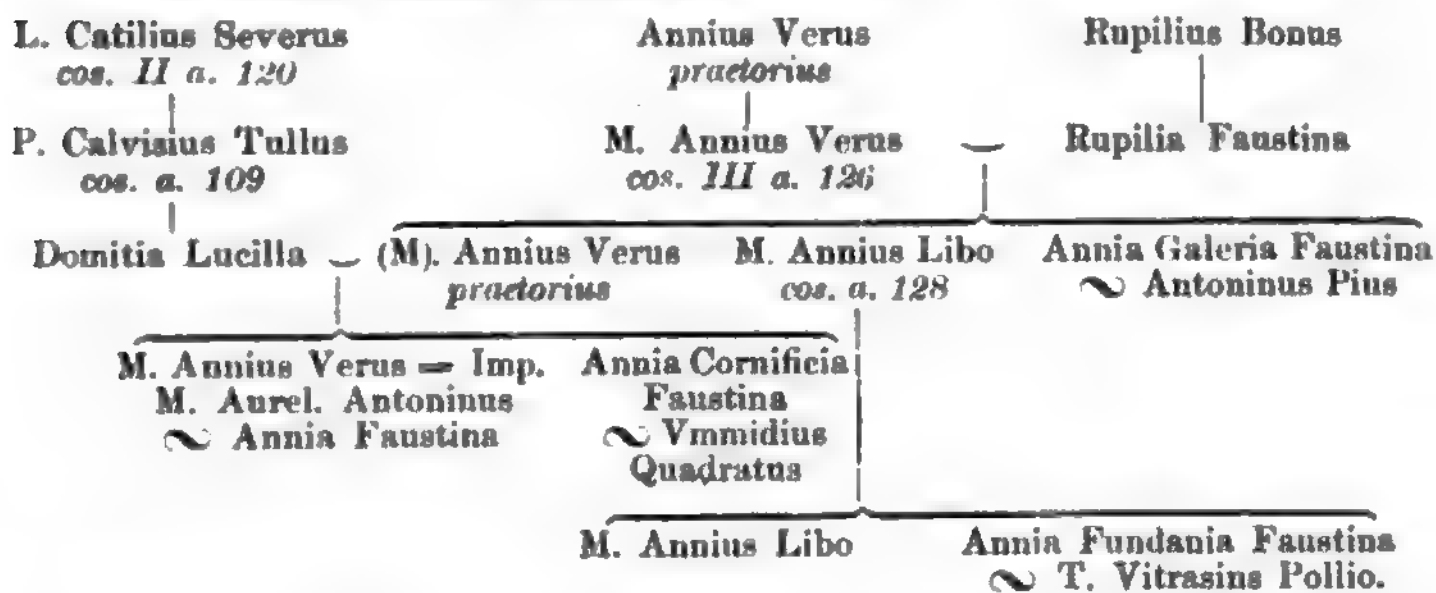 L. Catilius Severus Annius Verus Rupilius Bonus
cos. II a. 120 praetorius
P. Calvisius Tullus M. Annius Verus ⏑ Rupilia Faustina
cos. a. 109 cos. III a. 126
Domitia Lucilla ⏑ (M). Annius Verus M. Annius Libo Annia Galeria Faustina
praetorius cos. a. 128 ∾ Antoninus Pius
M. Annius Verus = Imp. Annia Cornificia
M. Aurel. Antoninus Faustina
∾ Annia Faustina ∾ Vmmidius
Quadratus
M. Annius Libo Annia Fundania Faustina
∾ T. Vitrasius Pollio.